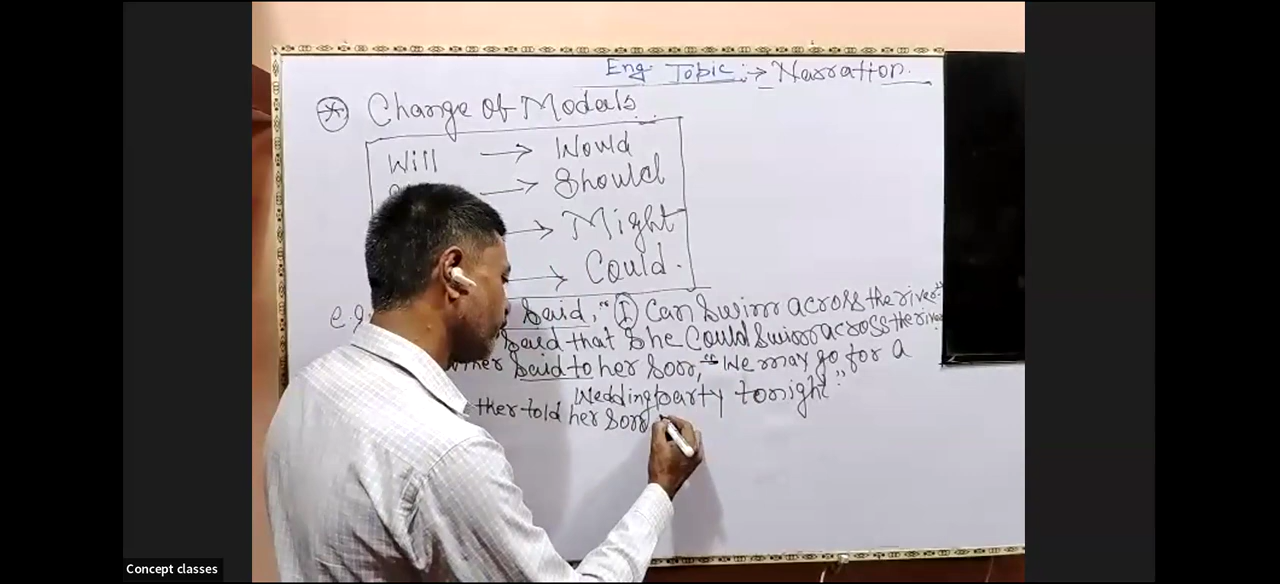 Eng. Topic :→ Narration.
* Change of Modals
Will → Would
→ Should
→ Might
→ Could.
e.g. Said, "I Can Swim across the river."
Said that She Could Swim across the river
Said to her Son, "We may go for a
Wedding party tonight."
told her Son
Concept classes